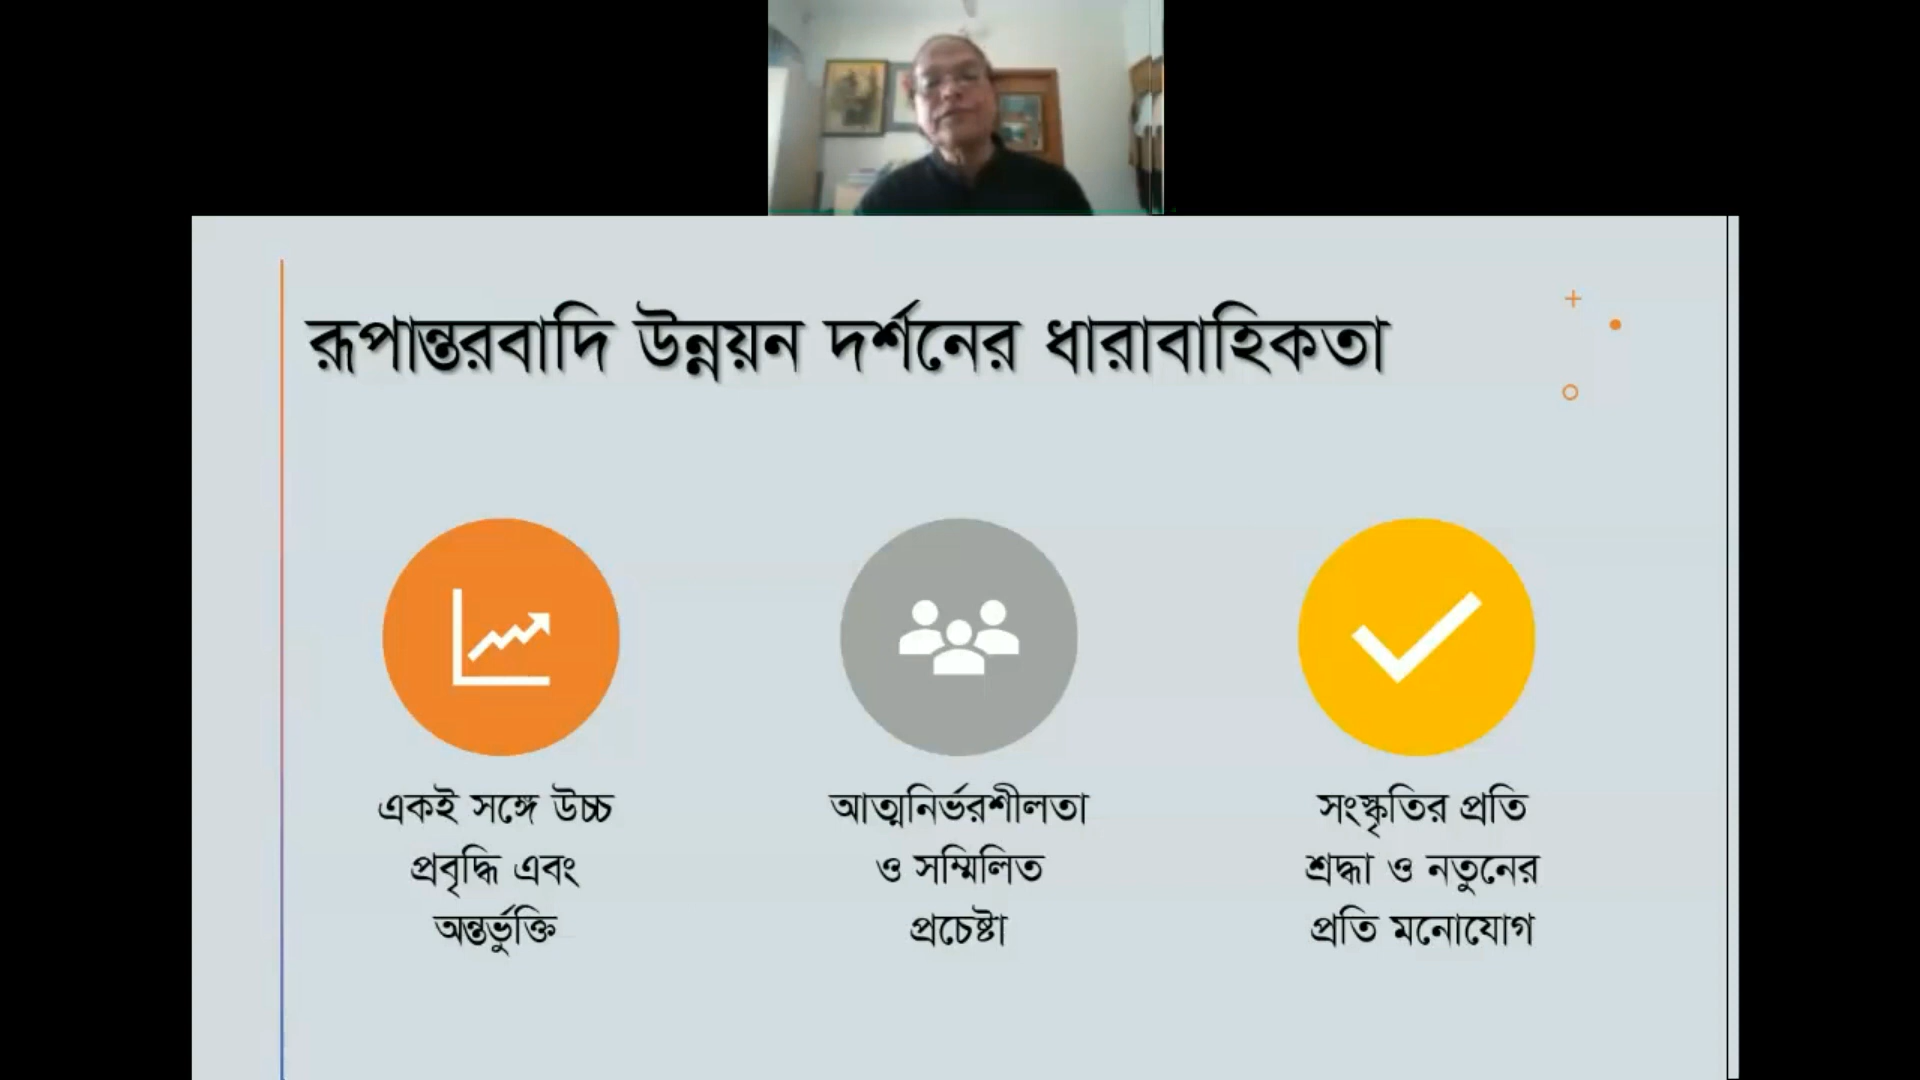 রূপান্তরবাদি উন্নয়ন দর্শনের ধারাবাহিকতা
একই সঙ্গে উচ্চ
প্রবৃদ্ধি এবং
অন্তর্ভুক্তি
আত্মনির্ভরশীলতা
ও সম্মিলিত
প্রচেষ্টা
সংস্কৃতির প্রতি
শ্রদ্ধা ও নতুনের
প্রতি মনোযোগ